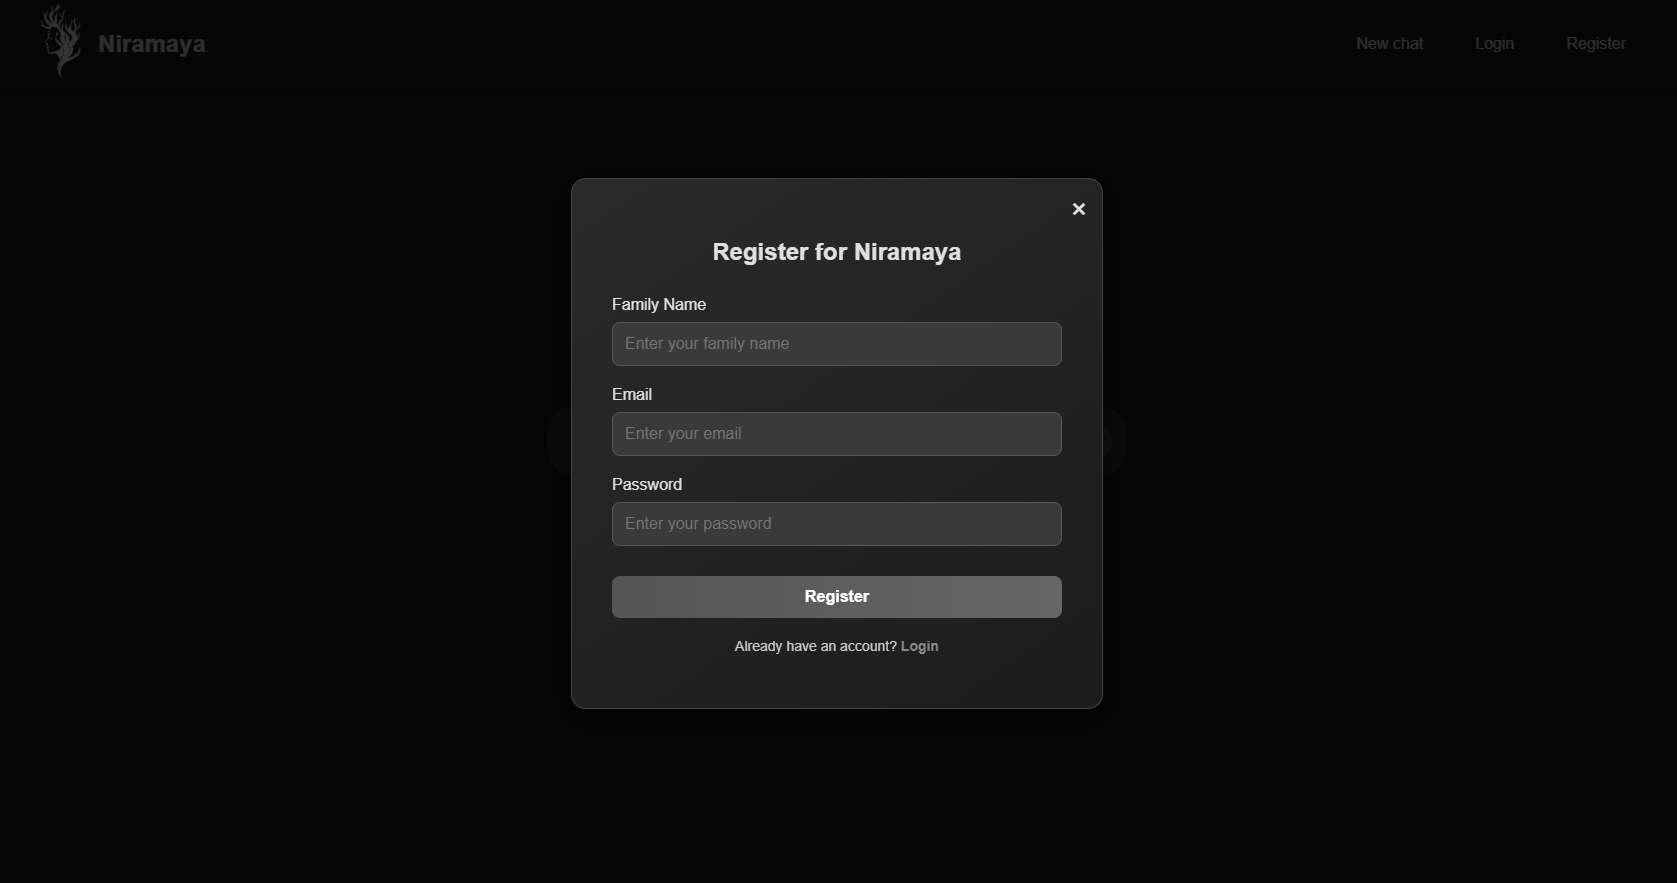 Niramaya
New chat
Login
Register
×
Register for Niramaya
Family Name
Enter your family name
Email
Enter your email
Password
Enter your password
Register
Already have an account? Login